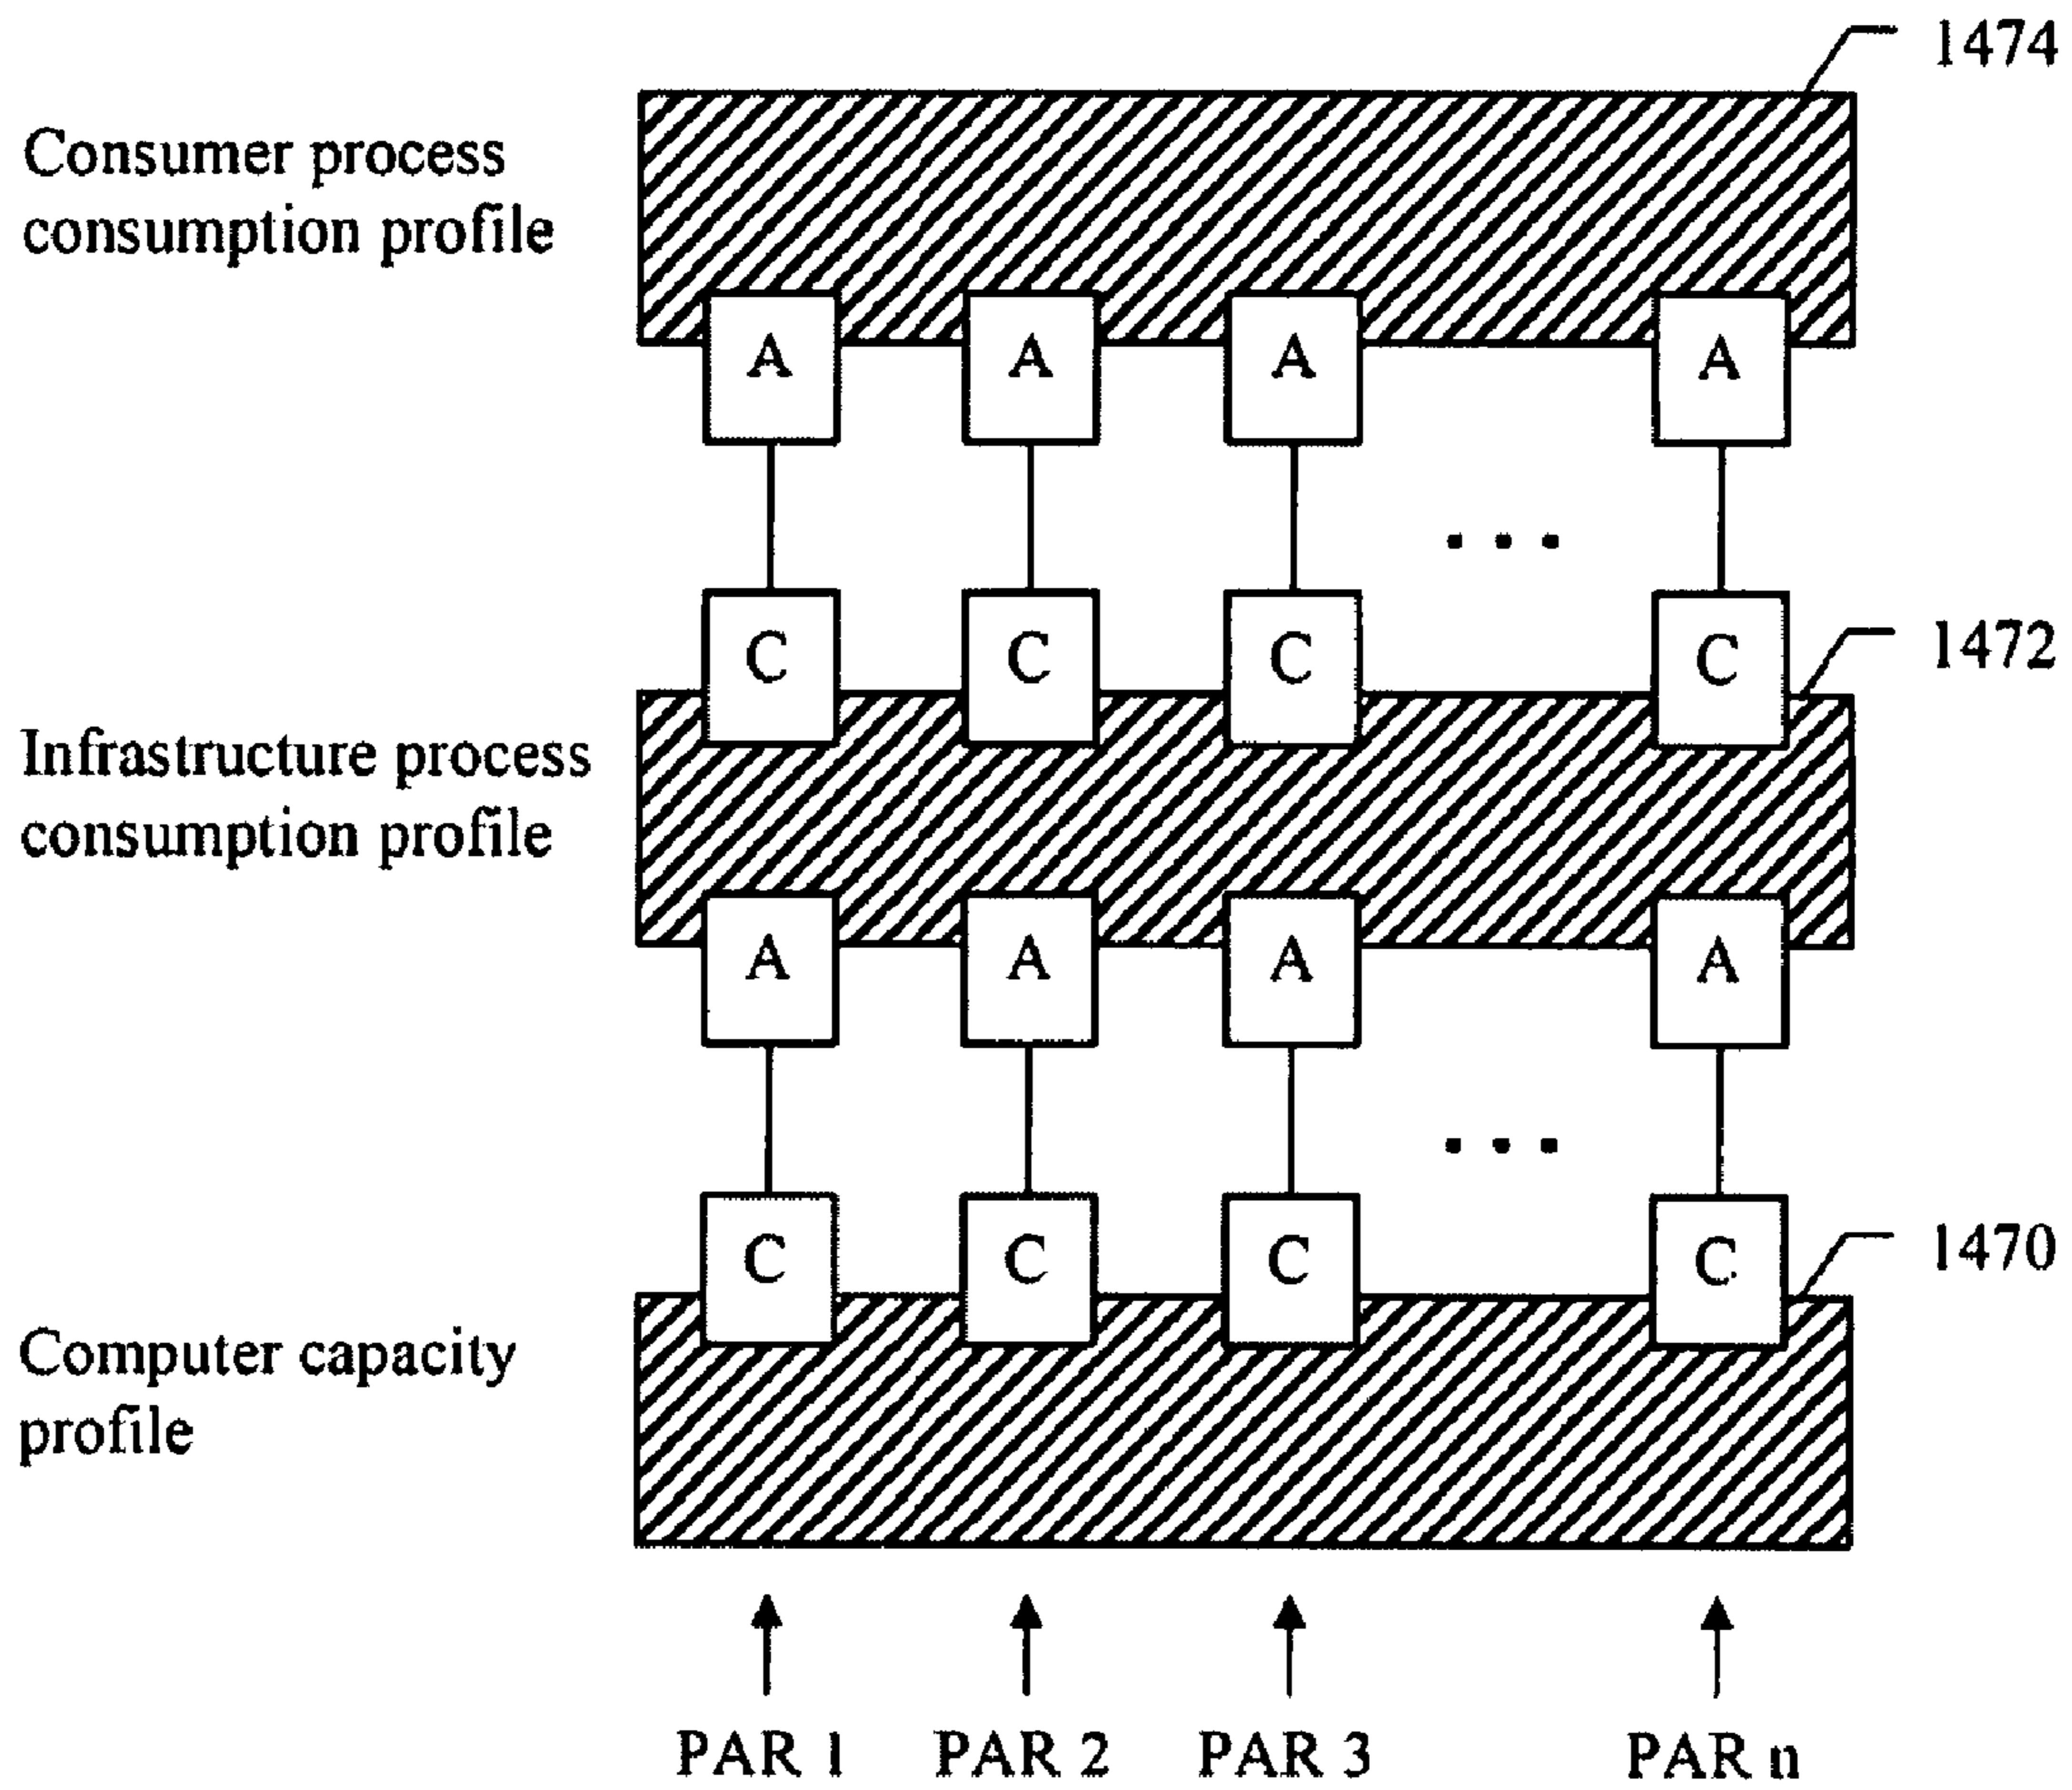 1474
Consumer process
consumption profile
A A A A
. . .
C C C C
1472
Infrastructure process
consumption profile
A A A A
. . .
C C C C
1470
Computer capacity
profile
PAR 1 PAR 2 PAR 3 PAR n